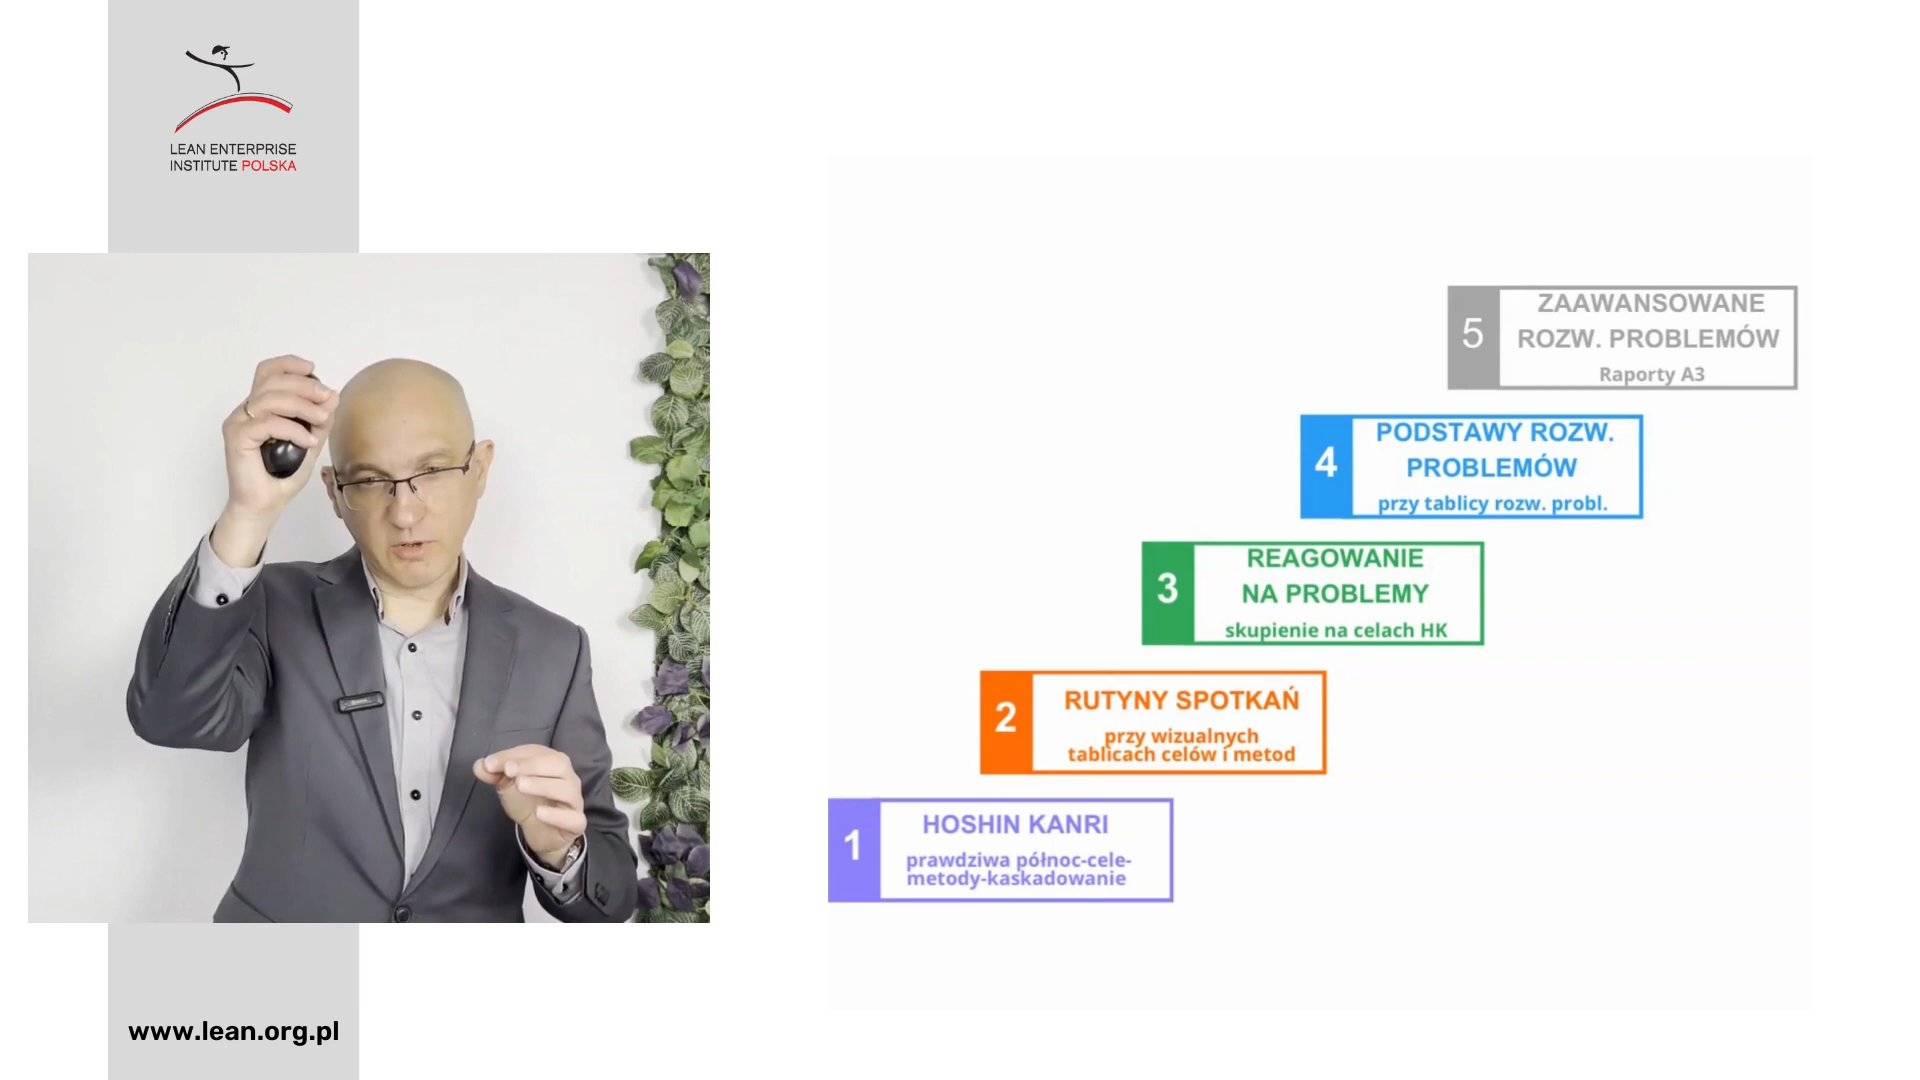 LEAN ENTERPRISE
INSTITUTE POLSKA
5
ZAAWANSOWANE
ROZW. PROBLEMÓW
Raporty A3
4
PODSTAWY ROZW.
PROBLEMÓW
przy tablicy rozw. probl.
3
REAGOWANIE
NA PROBLEMY
skupienie na celach HK
2
RUTYNY SPOTKAŃ
przy wizualnych
tablicach celów i metod
1
HOSHIN KANRI
prawdziwa północ-cele-
metody-kaskadowanie
www.lean.org.pl